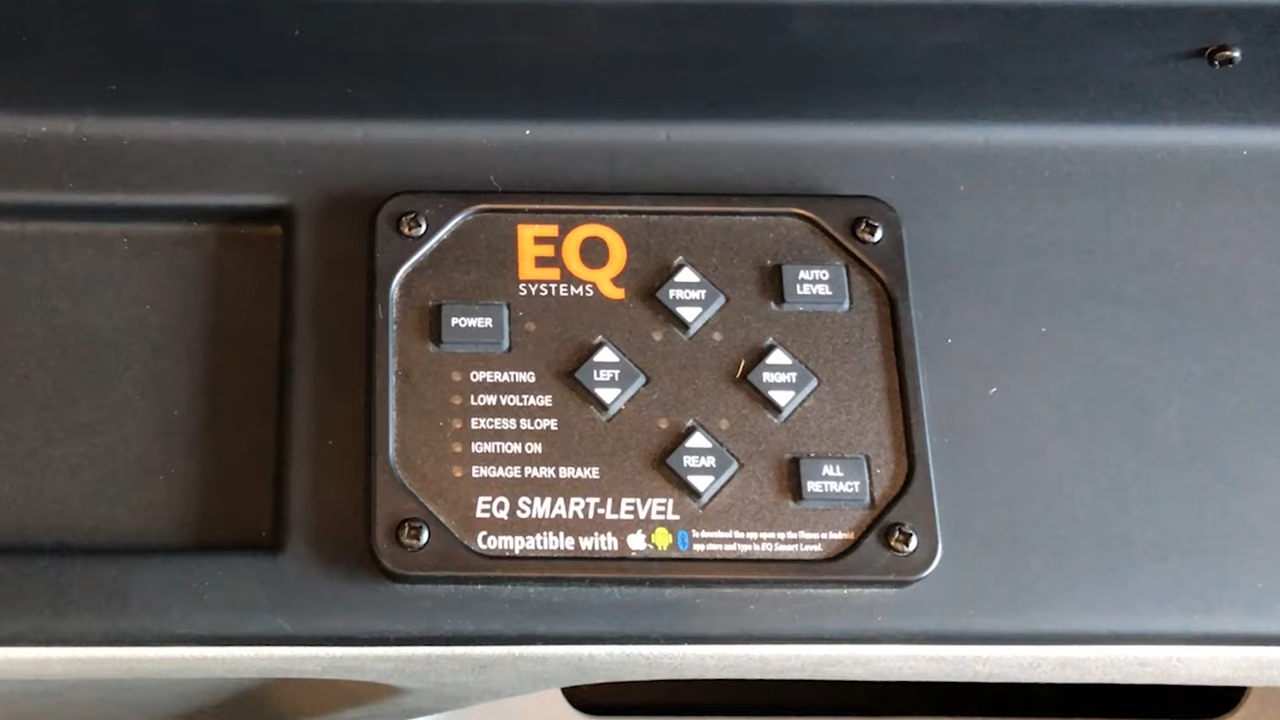 EQ
SYSTEMS
POWER
FRONT
AUTO
LEVEL
LEFT
RIGHT
REAR
ALL
RETRACT
OPERATING
LOW VOLTAGE
EXCESS SLOPE
IGNITION ON
ENGAGE PARK BRAKE
EQ SMART-LEVEL
Compatible with
To download the app open up the iTunes or Android
app store and type in EQ Smart Level.